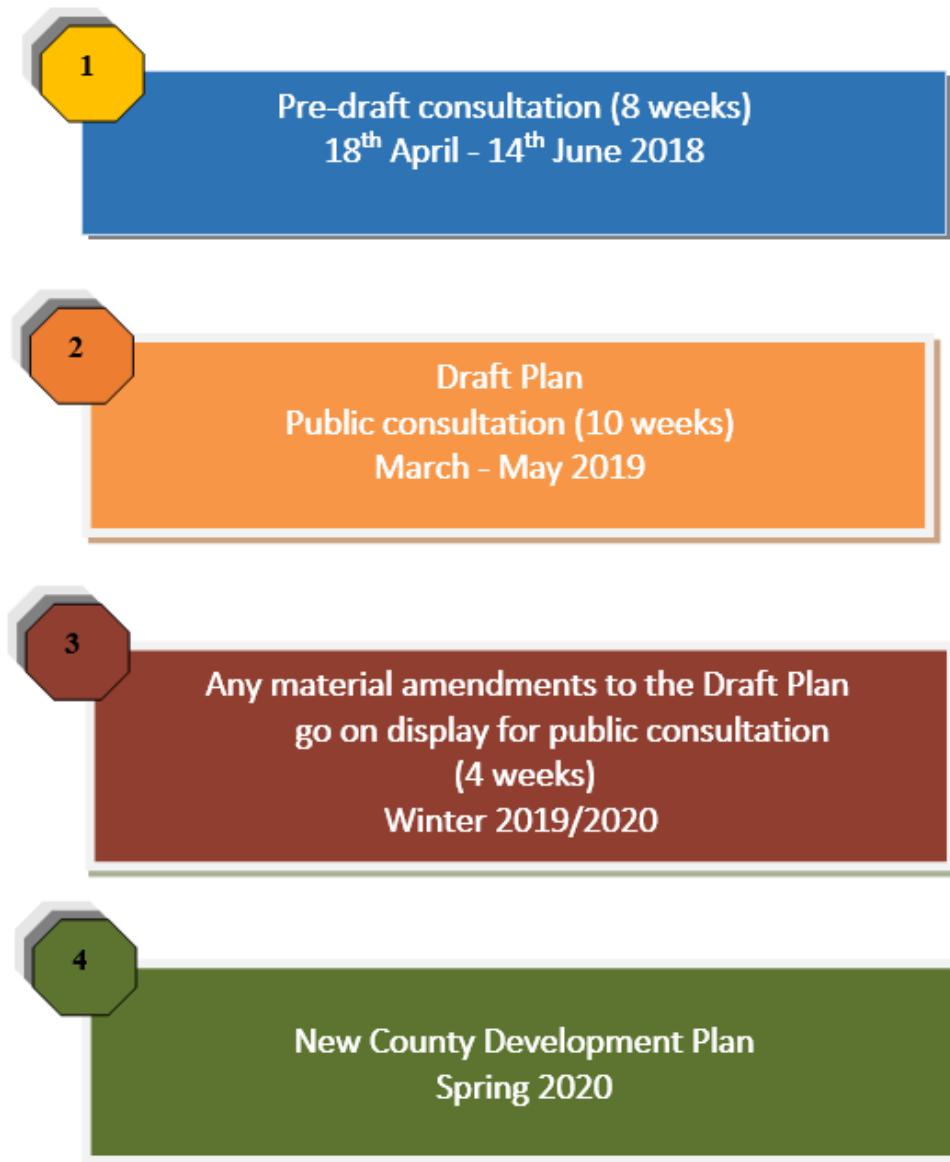 1
Pre-draft consultation (8 weeks)
18th April - 14th June 2018
2
Draft Plan
Public consultation (10 weeks)
March - May 2019
3
Any material amendments to the Draft Plan
go on display for public consultation
(4 weeks)
Winter 2019/2020
4
New County Development Plan
Spring 2020